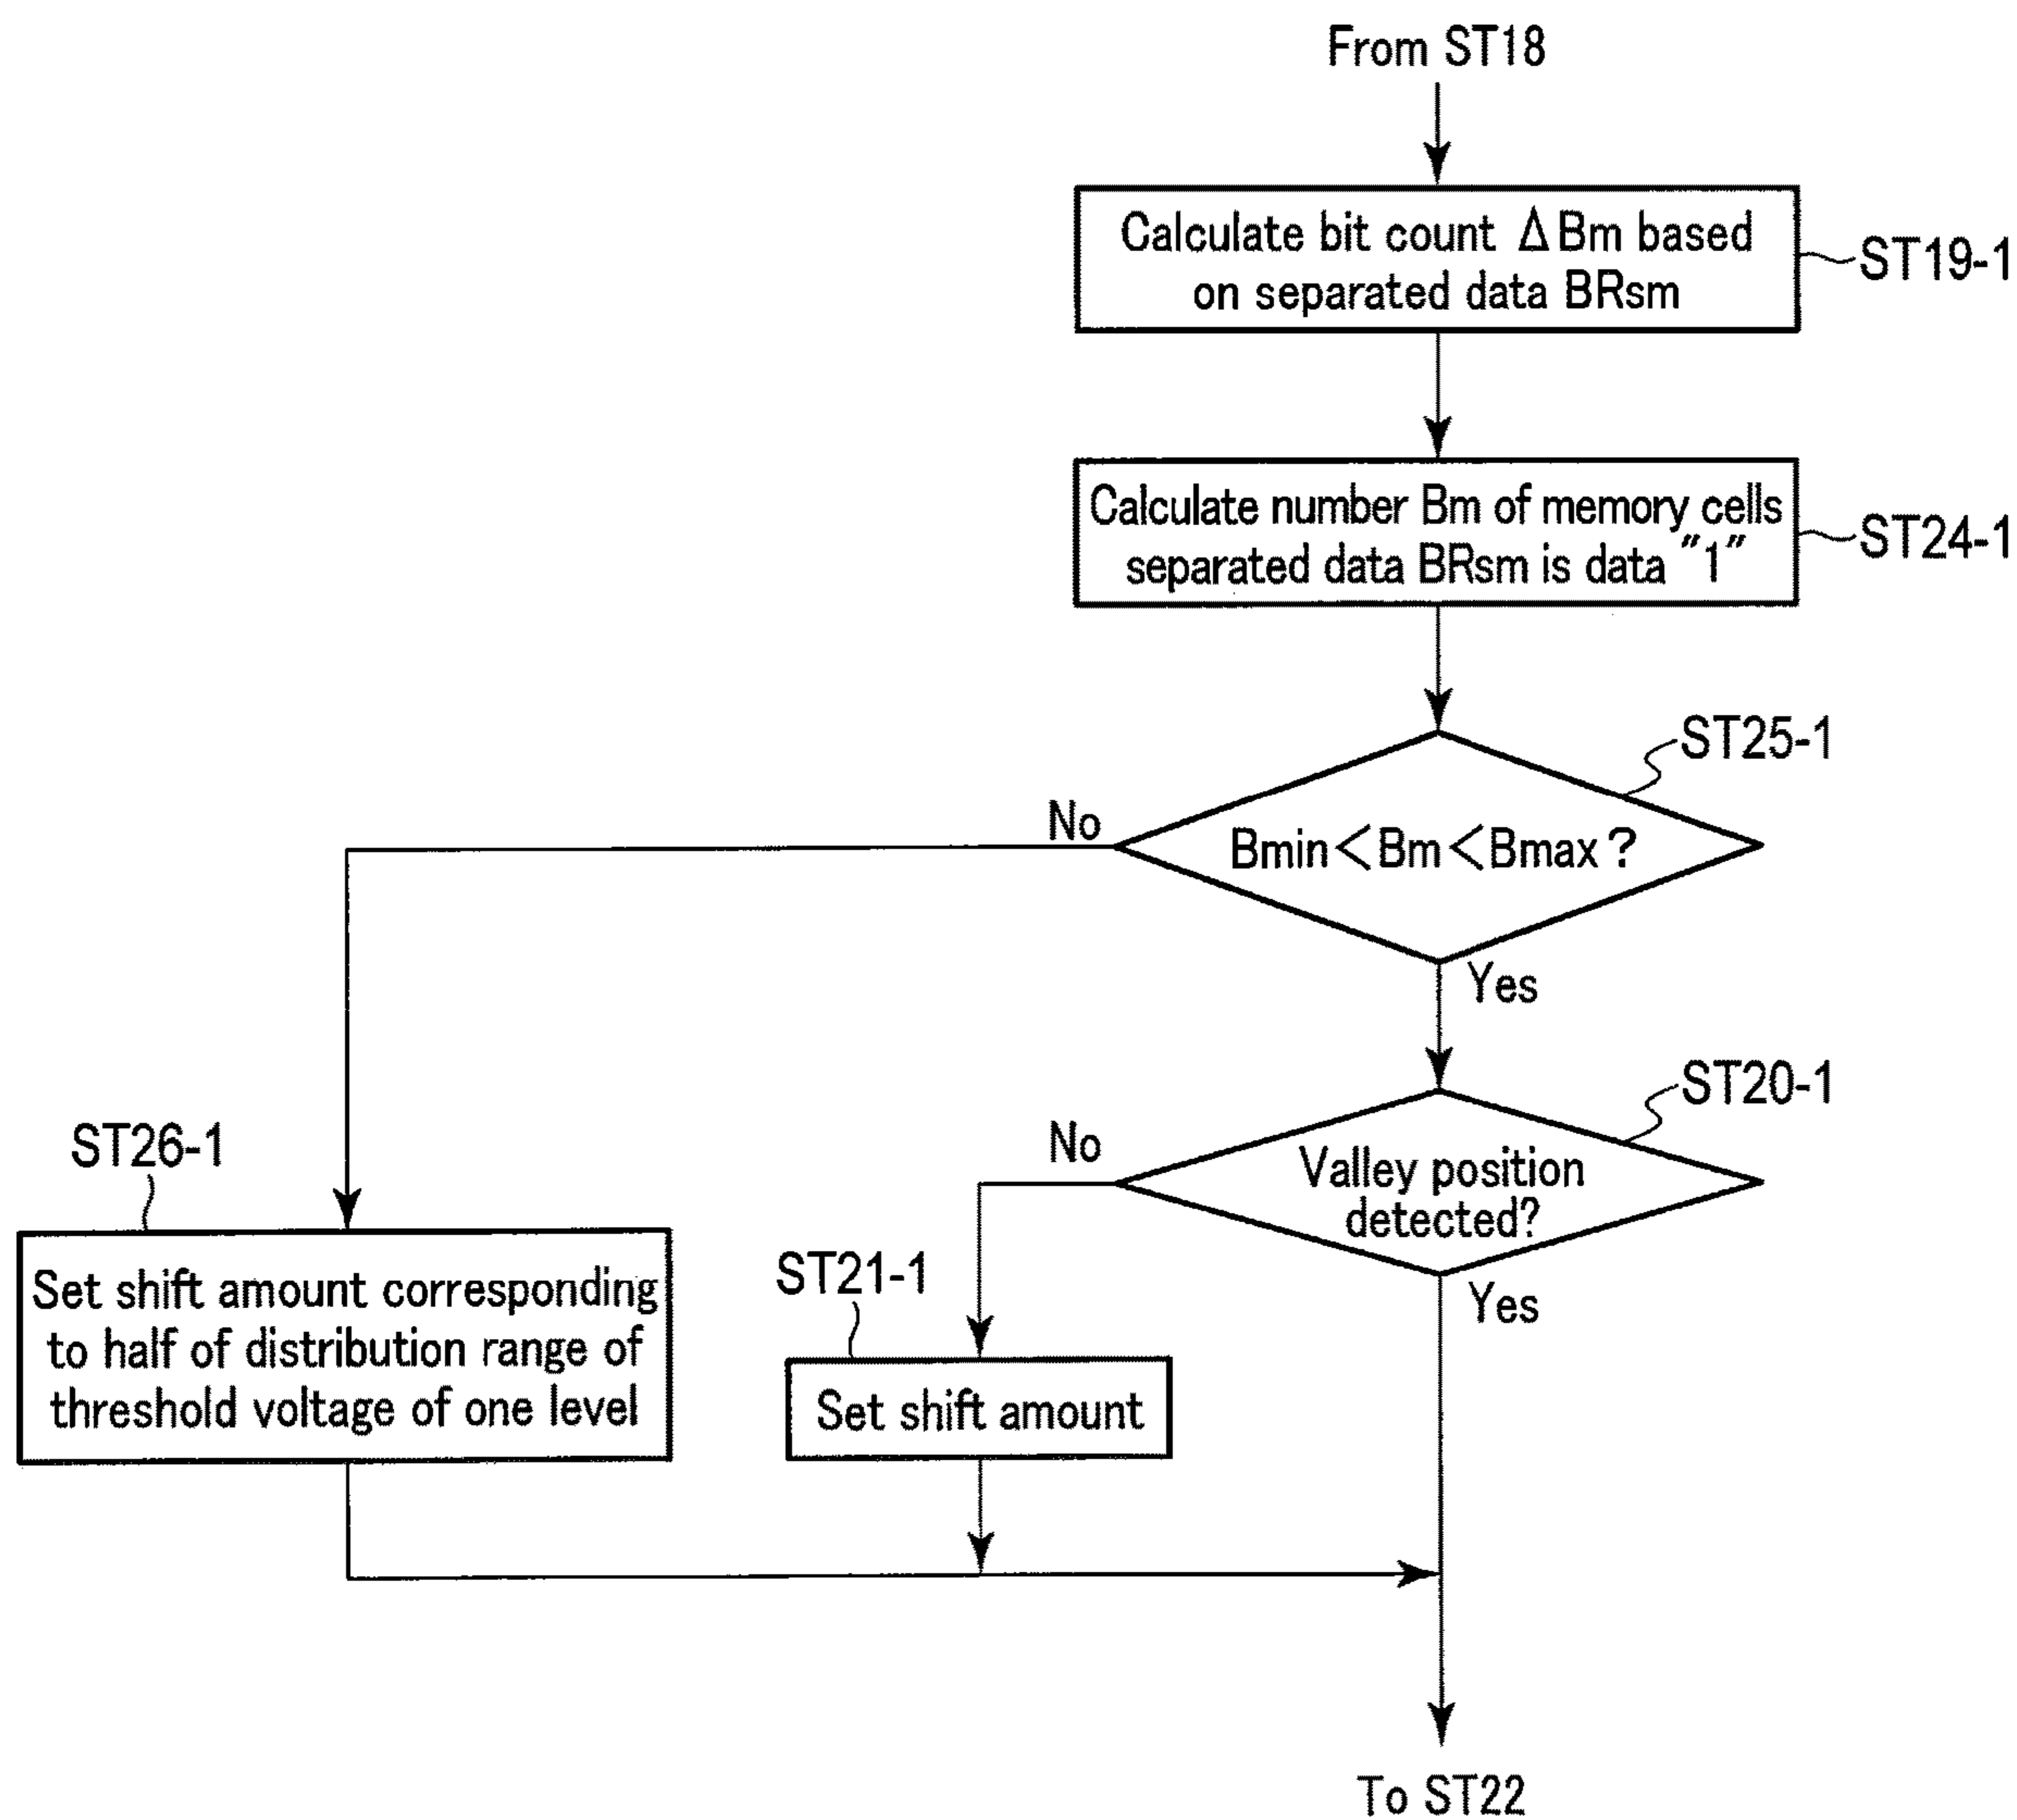 From ST18
Calculate bit count ΔBm based
on separated data BRsm
ST19-1
Calculate number Bm of memory cells
separated data BRsm is data "1"
ST24-1
ST25-1
No
Bmin<Bm<Bmax?
Yes
ST20-1
No
Valley position
detected?
Yes
ST26-1
Set shift amount corresponding
to half of distribution range of
threshold voltage of one level
ST21-1
Set shift amount
To ST22